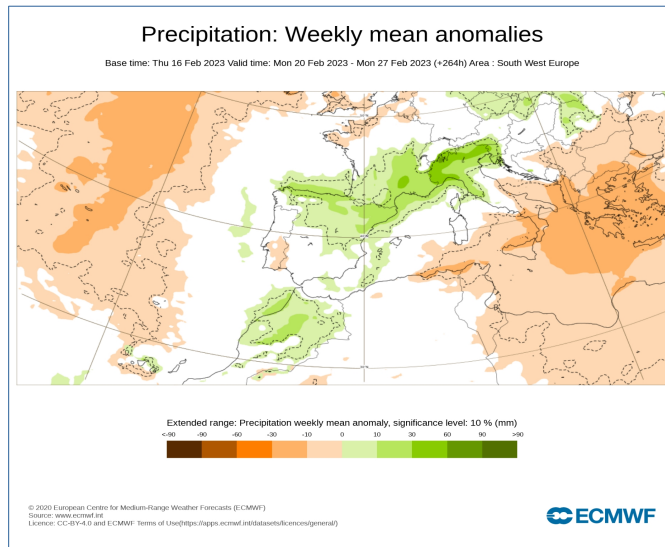 Precipitation: Weekly mean anomalies
Base time: Thu 16 Feb 2023 Valid time: Mon 20 Feb 2023 - Mon 27 Feb 2023 (+264h) Area : South West Europe
Extended range: Precipitation weekly mean anomaly, significance level: 10 % (mm)
<-90 -90 -60 -30 -10 0 10 30 60 90 >90
© 2020 European Centre for Medium-Range Weather Forecasts (ECMWF)
Source: www.ecmwf.int
Licence: CC-BY-4.0 and ECMWF Terms of Use(https://apps.ecmwf.int/datasets/licences/general/)
ECMWF